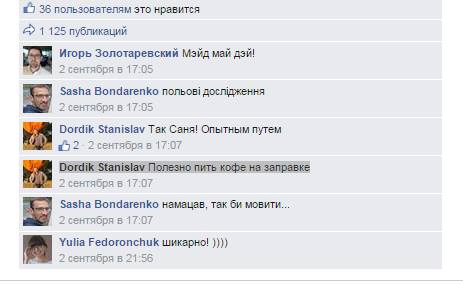 36 пользователям это нравится
1 125 публикаций
Игорь Золотаревский Мэйд май дэй!
2 сентября в 17:05
Sasha Bondarenko польові дослідження
2 сентября в 17:05
Dordik Stanislav Так Саня! Опытным путем
2 · 2 сентября в 17:07
Dordik Stanislav Полезно пить кофе на заправке
2 сентября в 17:07
Sasha Bondarenko намацав, так би мовити...
2 сентября в 17:07
Yulia Fedoronchuk шикарно! ))))
2 сентября в 21:56